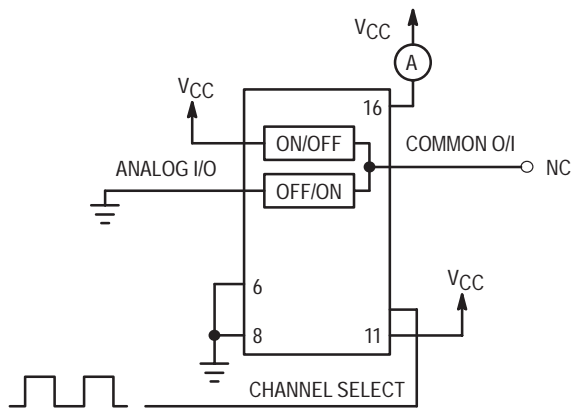 VCC
A
VCC
16
ON/OFF
COMMON O/I
NC
ANALOG I/O
OFF/ON
VCC
6
8
11
CHANNEL SELECT